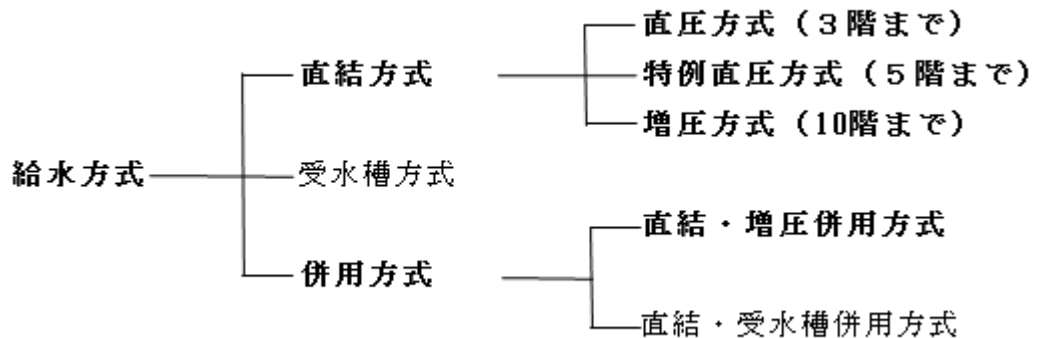 直圧方式（３階まで）
直結方式
特例直圧方式（５階まで）
増圧方式（10階まで）
給水方式
受水槽方式
直結・増圧併用方式
併用方式
直結・受水槽併用方式